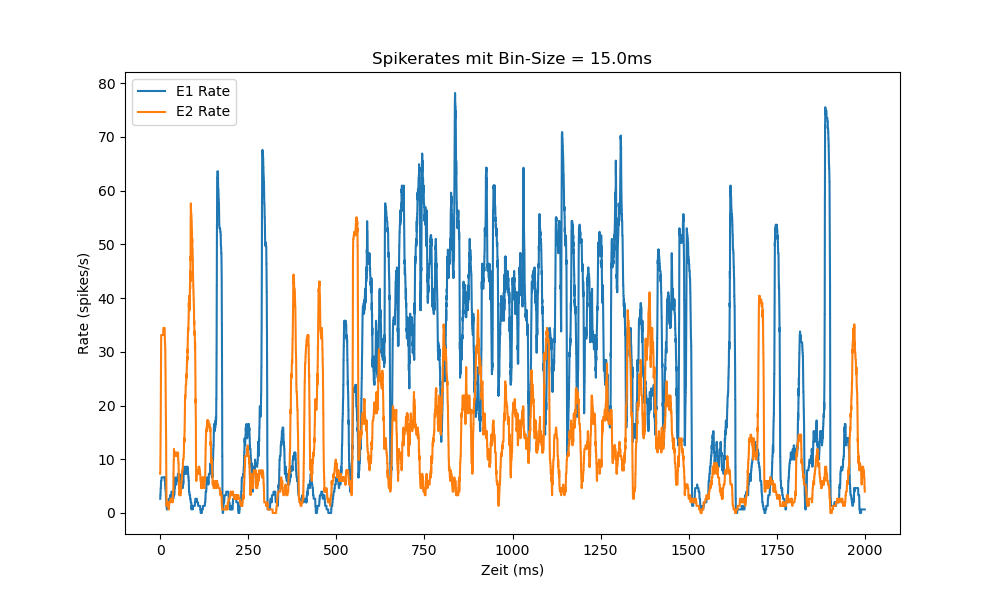 Spikerates mit Bin-Size = 15.0ms
E1 Rate
E2 Rate
80
70
60
50
40
30
20
10
0
Rate (spikes/s)
0 250 500 750 1000 1250 1500 1750 2000
Zeit (ms)